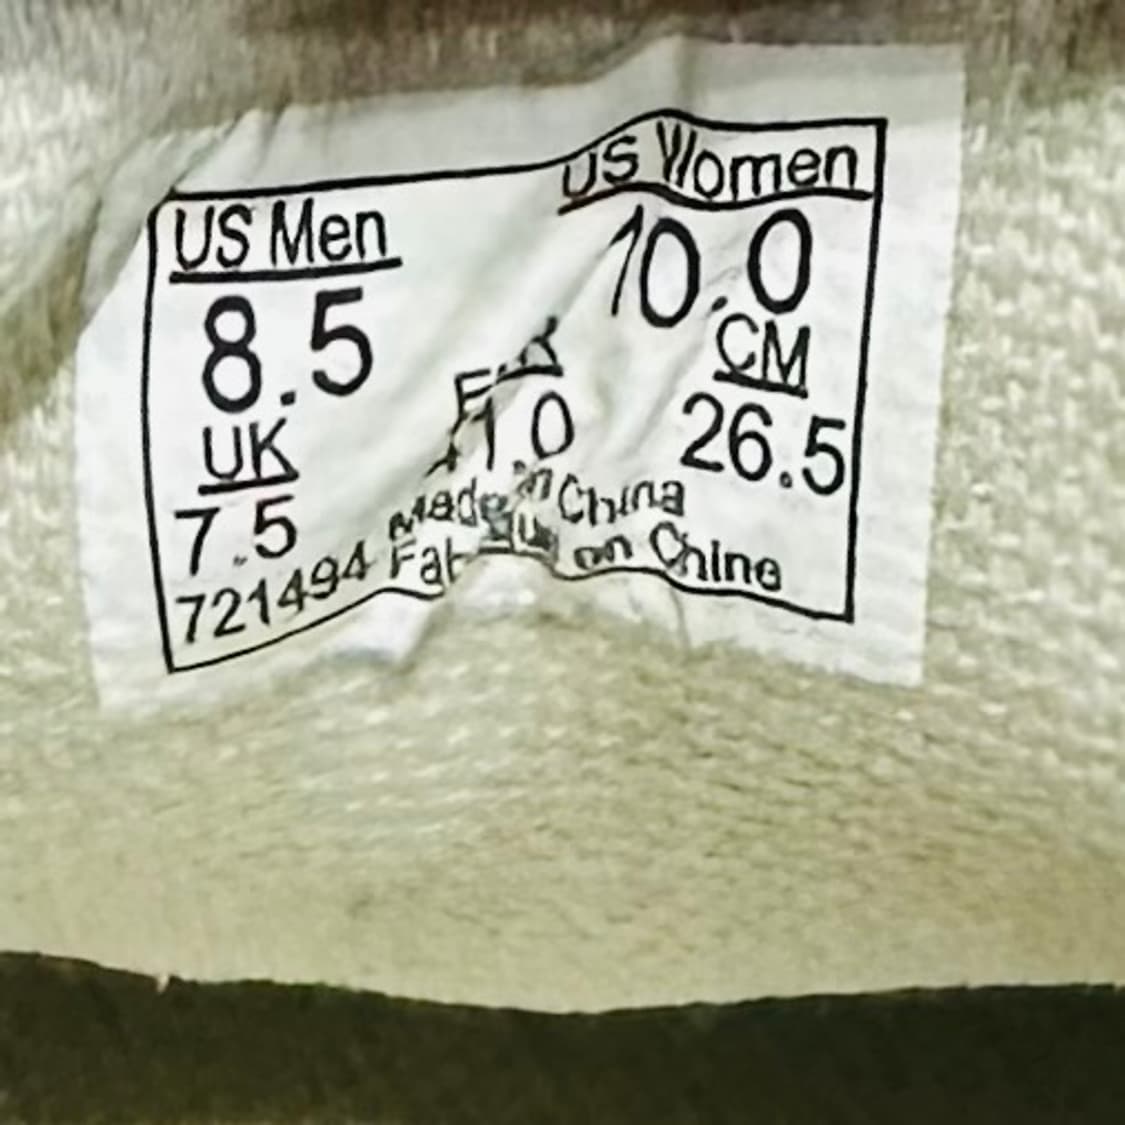 US Men
8.5
UK
7.5
US Women
10.0
CM
26.5
Made in China
721494 on Chine